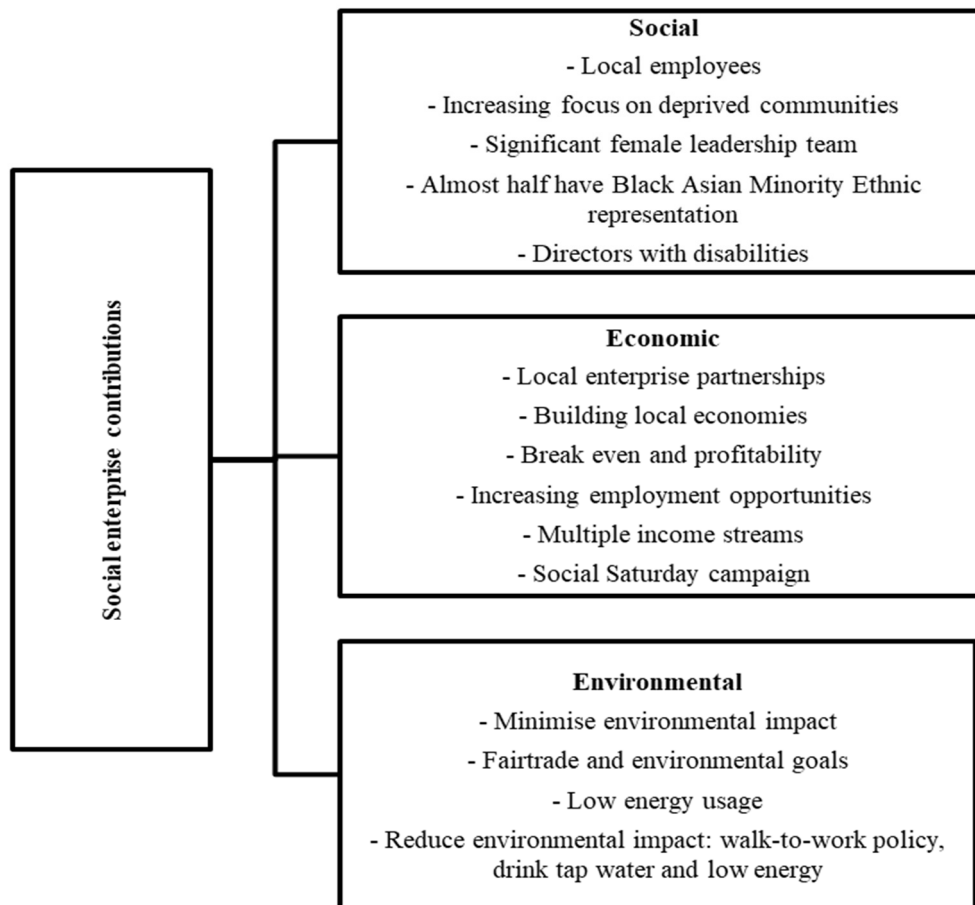 Social enterprise contributions
Social
- Local employees
- Increasing focus on deprived communities
- Significant female leadership team
- Almost half have Black Asian Minority Ethnic
representation
- Directors with disabilities
Economic
- Local enterprise partnerships
- Building local economies
- Break even and profitability
- Increasing employment opportunities
- Multiple income streams
- Social Saturday campaign
Environmental
- Minimise environmental impact
- Fairtrade and environmental goals
- Low energy usage
- Reduce environmental impact: walk-to-work policy,
drink tap water and low energy